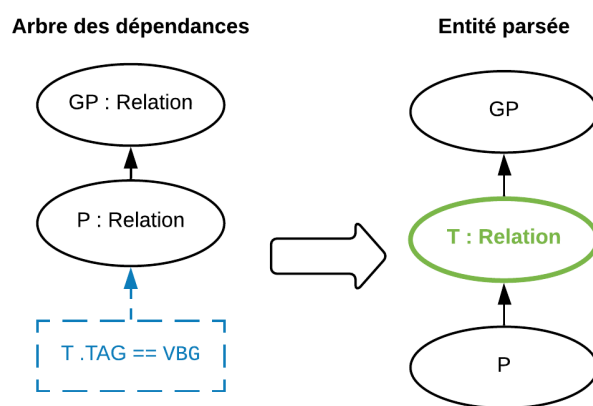 Arbre des dépendances
Entité parsée
GP : Relation
GP
P : Relation
T : Relation
T .TAG == VBG
P